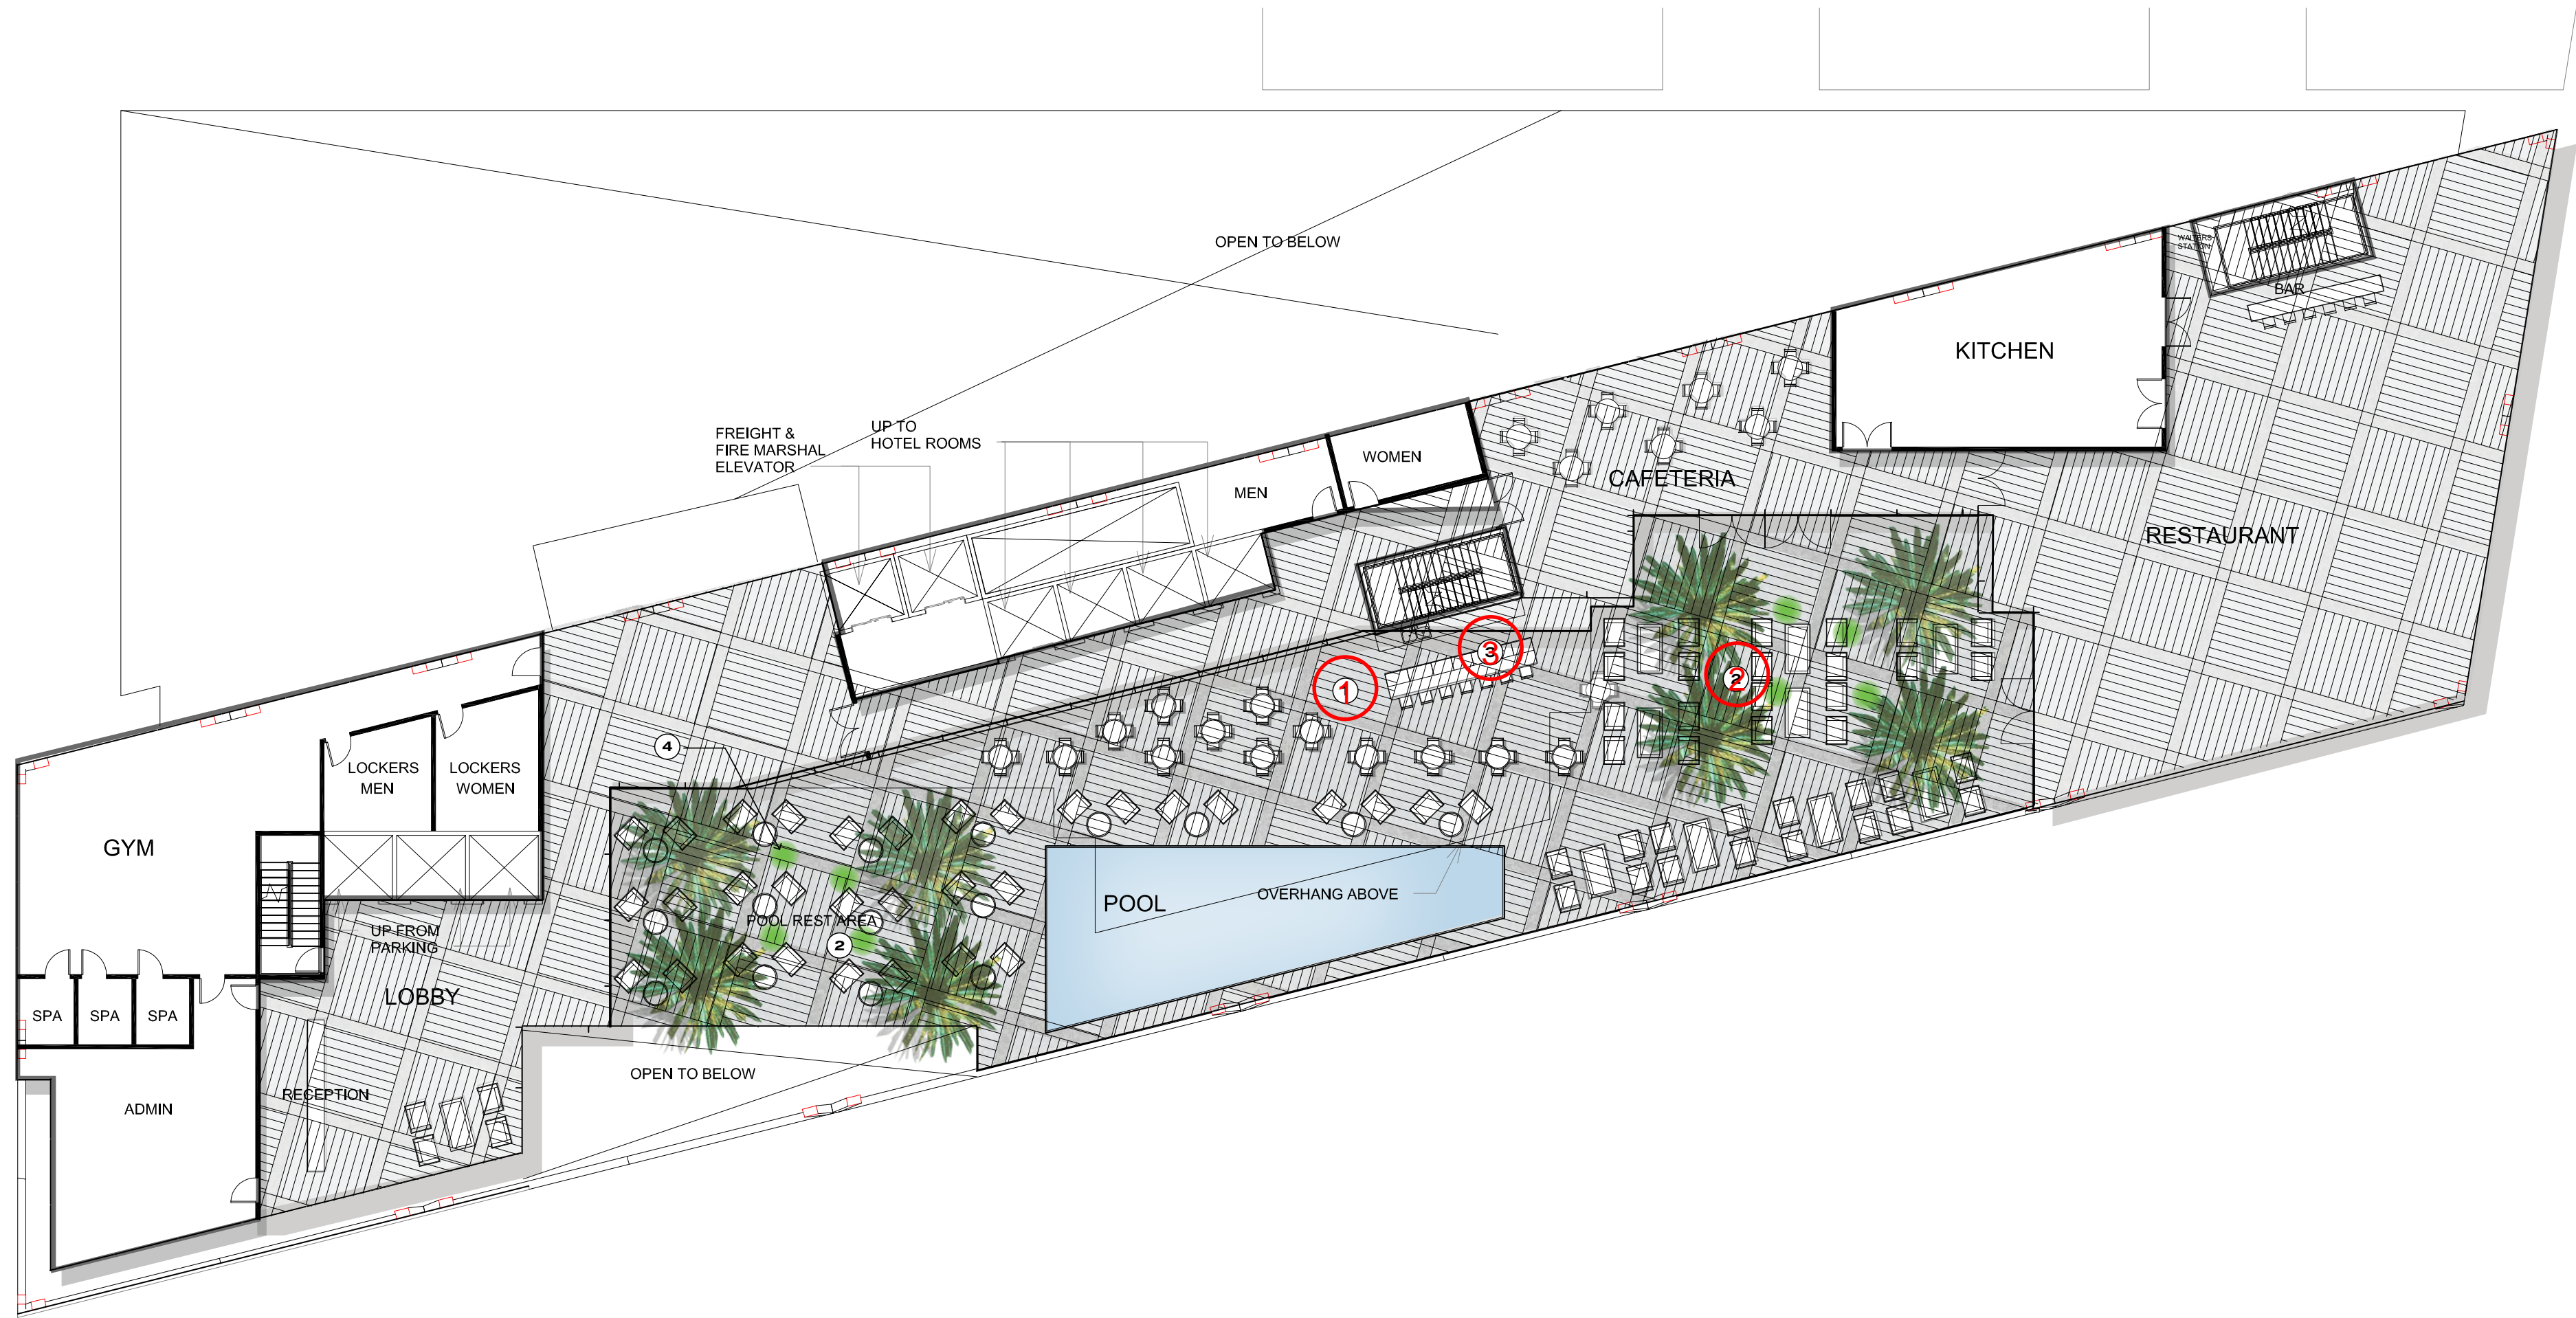 OPEN TO BELOW
WAITERS
STATION
BAR
KITCHEN
FREIGHT &
FIRE MARSHAL
ELEVATOR
UP TO
HOTEL ROOMS
WOMEN
MEN
CAFETERIA
RESTAURANT
3
1
2
4
LOCKERS
MEN
LOCKERS
WOMEN
GYM
POOL
OVERHANG ABOVE
POOL REST AREA
2
UP FROM
PARKING
LOBBY
SPA
SPA
SPA
OPEN TO BELOW
RECEPTION
ADMIN